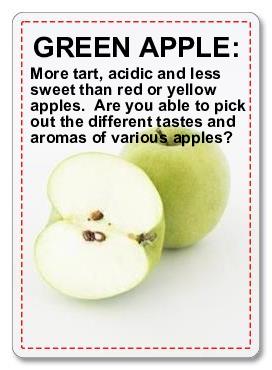 GREEN APPLE:
More tart, acidic and less
sweet than red or yellow
apples.  Are you able to pick
out the different tastes and
aromas of various apples?